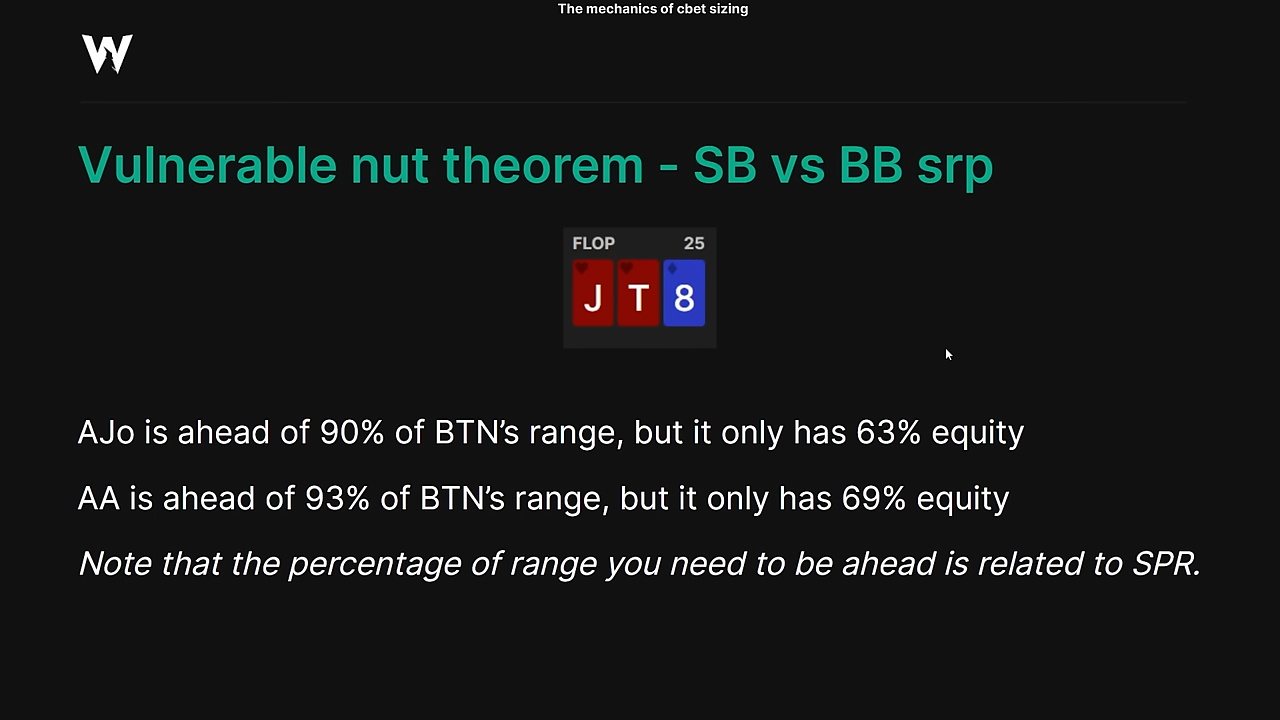 The mechanics of cbet sizing
W
Vulnerable nut theorem - SB vs BB srp
FLOP 25
J T 8
AJo is ahead of 90% of BTN’s range, but it only has 63% equity
AA is ahead of 93% of BTN’s range, but it only has 69% equity
Note that the percentage of range you need to be ahead is related to SPR.